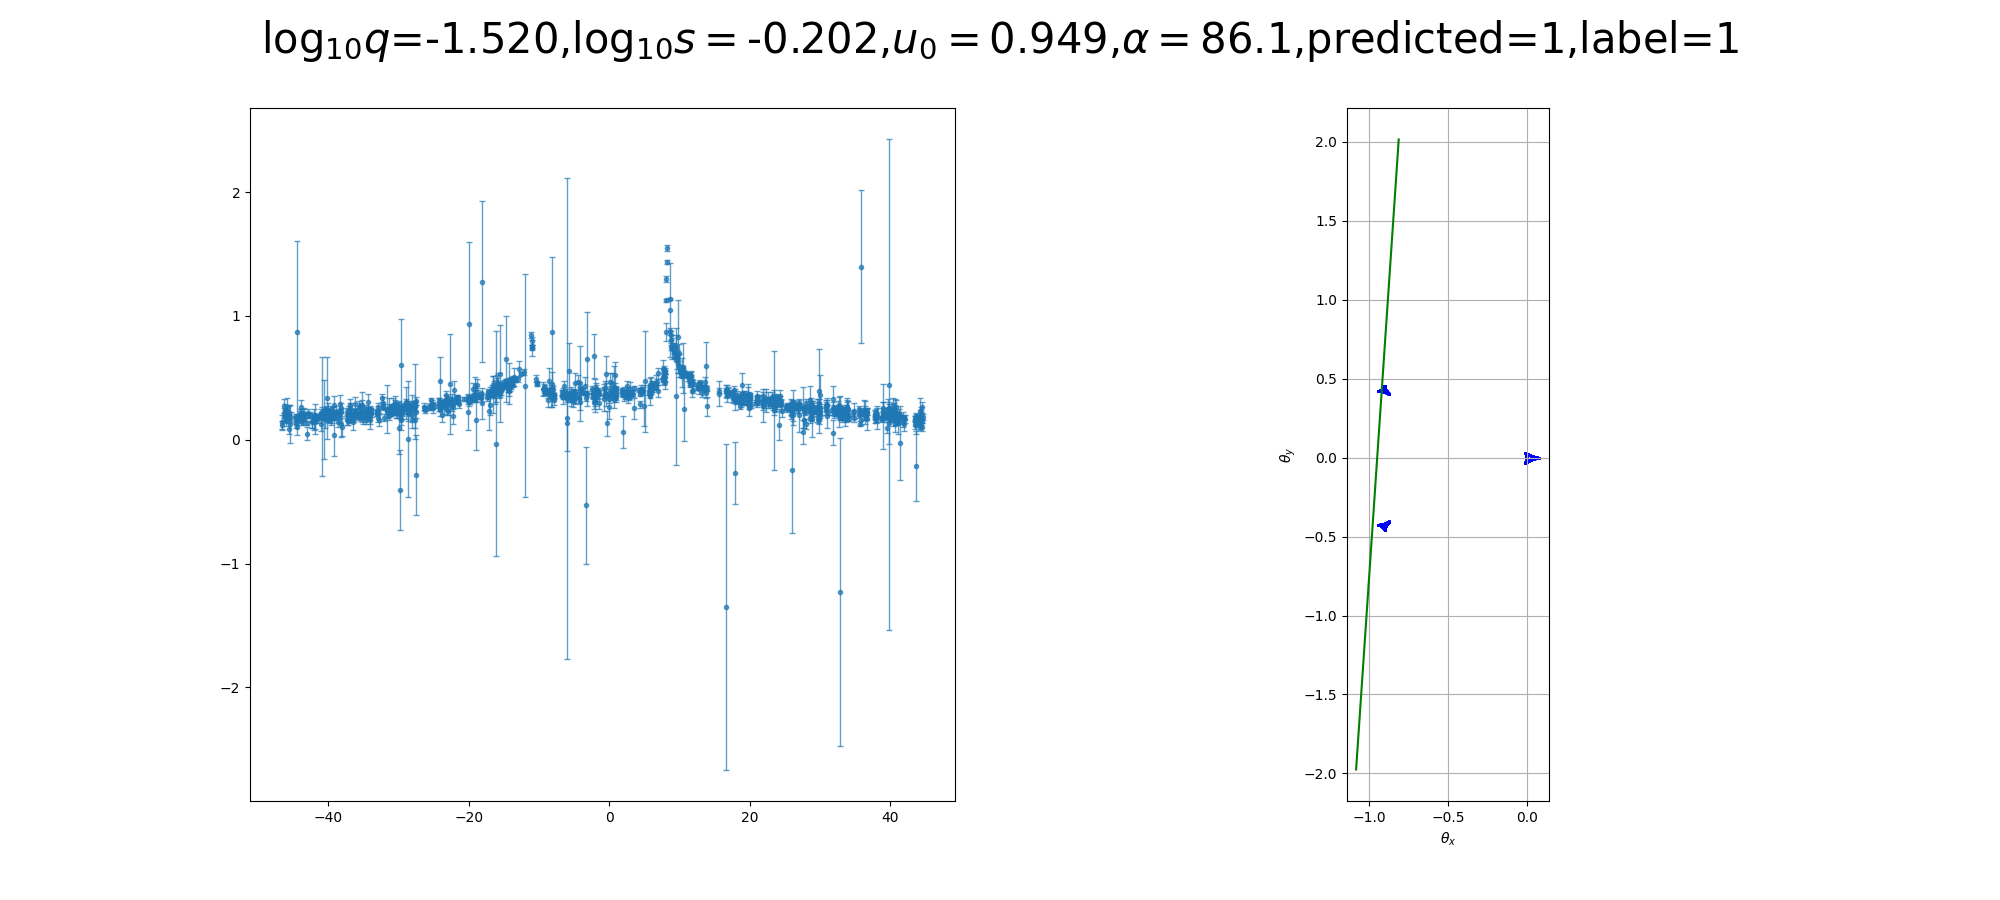 log₁₀q=-1.520,log₁₀s = -0.202,u₀ = 0.949,α = 86.1,predicted=1,label=1
2
1
0
−1
−2
−40 −20 0 20 40
2.0
1.5
1.0
0.5
0.0
−0.5
−1.0
−1.5
−2.0
θy
−1.0 −0.5 0.0
θx